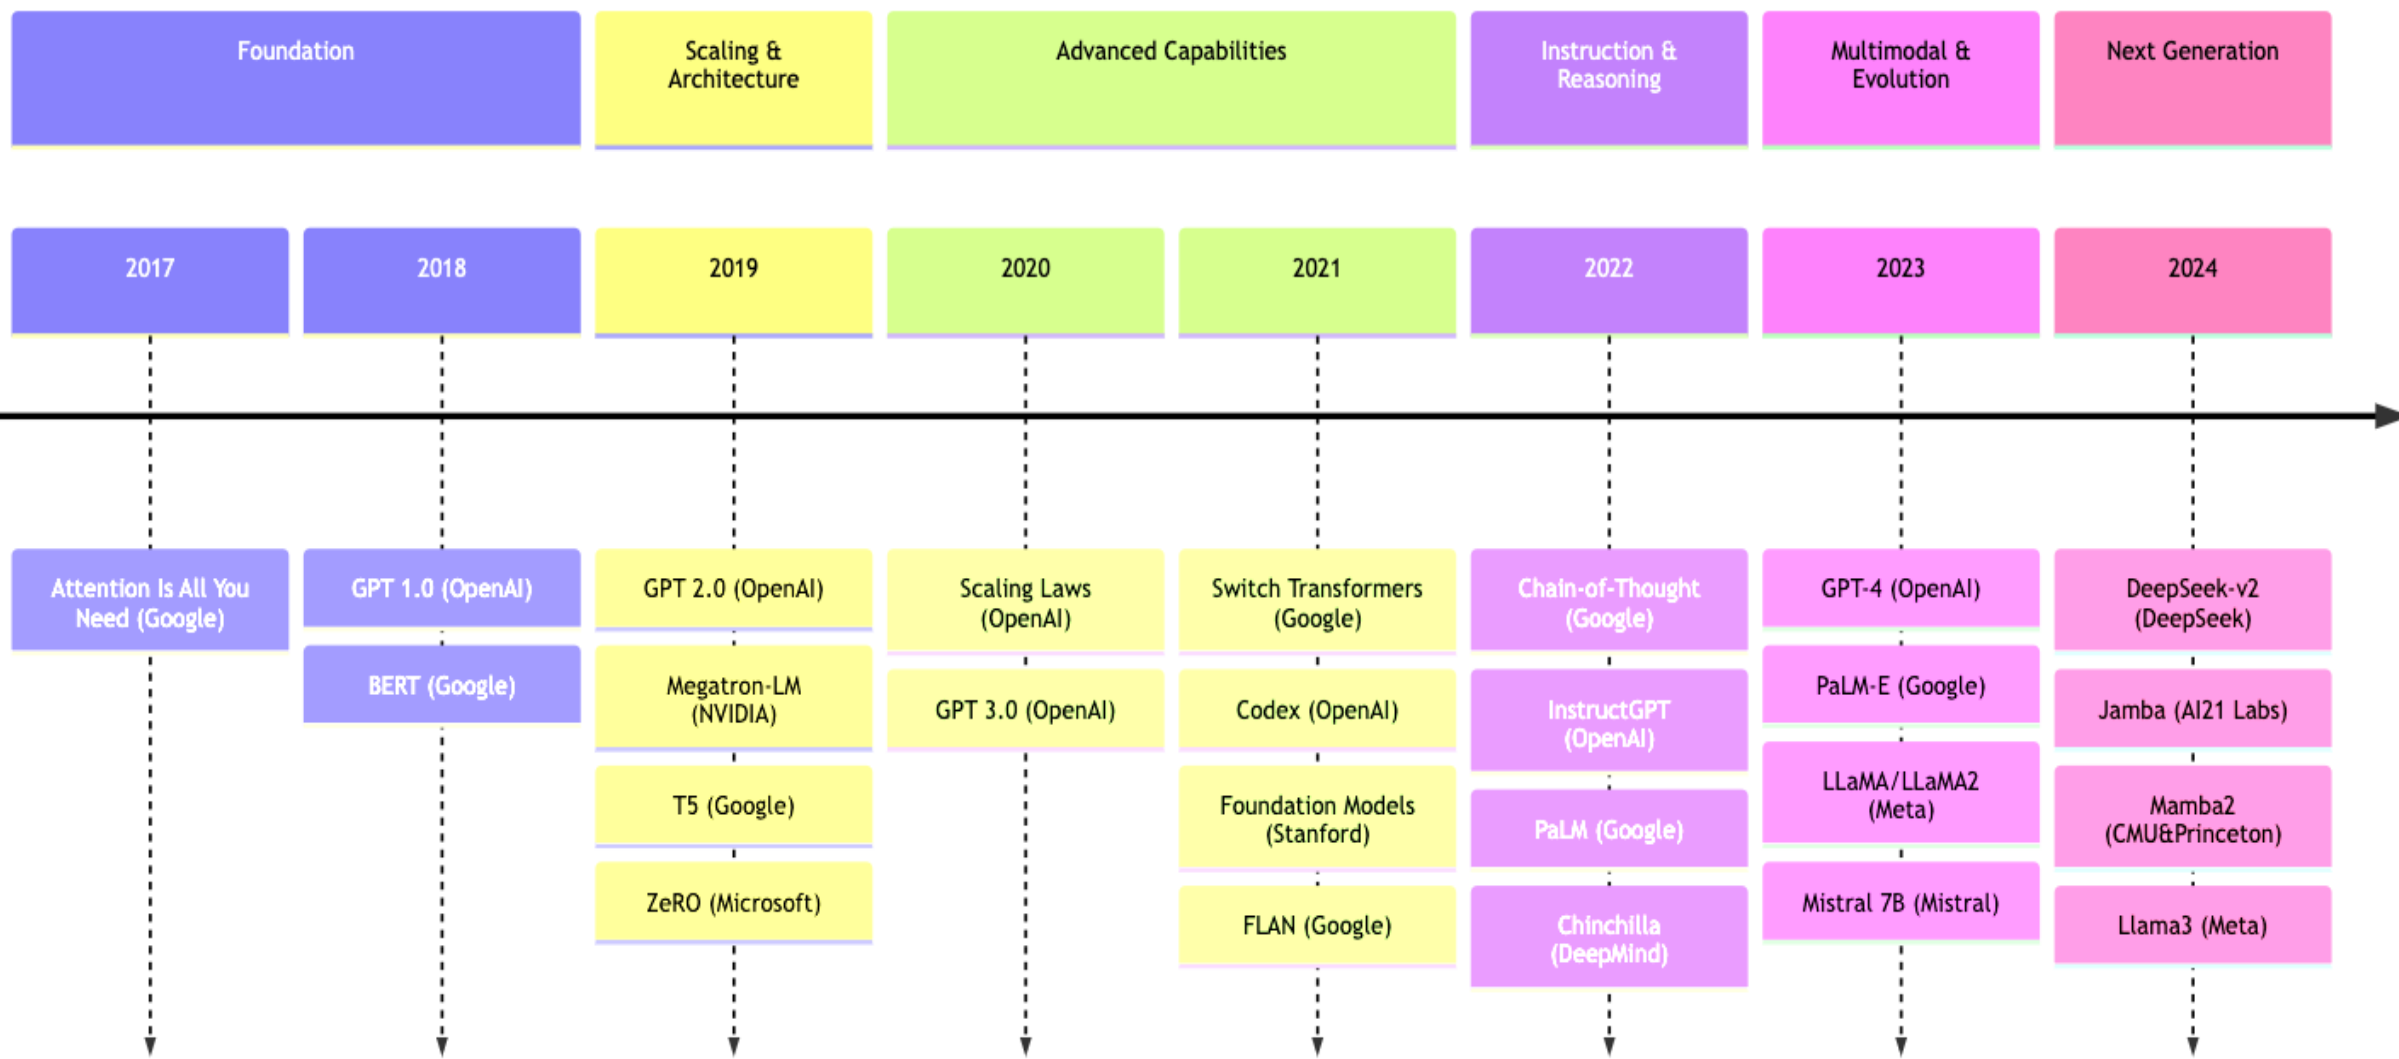 Foundation
Scaling &
Architecture
Advanced Capabilities
Instruction &
Reasoning
Multimodal &
Evolution
Next Generation
2017
2018
2019
2020
2021
2022
2023
2024
Attention Is All You
Need (Google)
GPT 1.0 (OpenAI)
BERT (Google)
GPT 2.0 (OpenAI)
Megatron-LM
(NVIDIA)
T5 (Google)
ZeRO (Microsoft)
Scaling Laws
(OpenAI)
GPT 3.0 (OpenAI)
Switch Transformers
(Google)
Codex (OpenAI)
Foundation Models
(Stanford)
FLAN (Google)
Chain-of-Thought
(Google)
InstructGPT
(OpenAI)
PaLM (Google)
Chinchilla
(DeepMind)
GPT-4 (OpenAI)
PaLM-E (Google)
LLaMA/LLaMA2
(Meta)
Mistral 7B (Mistral)
DeepSeek-v2
(DeepSeek)
Jamba (AI21 Labs)
Mamba2
(CMU&Princeton)
Llama3 (Meta)